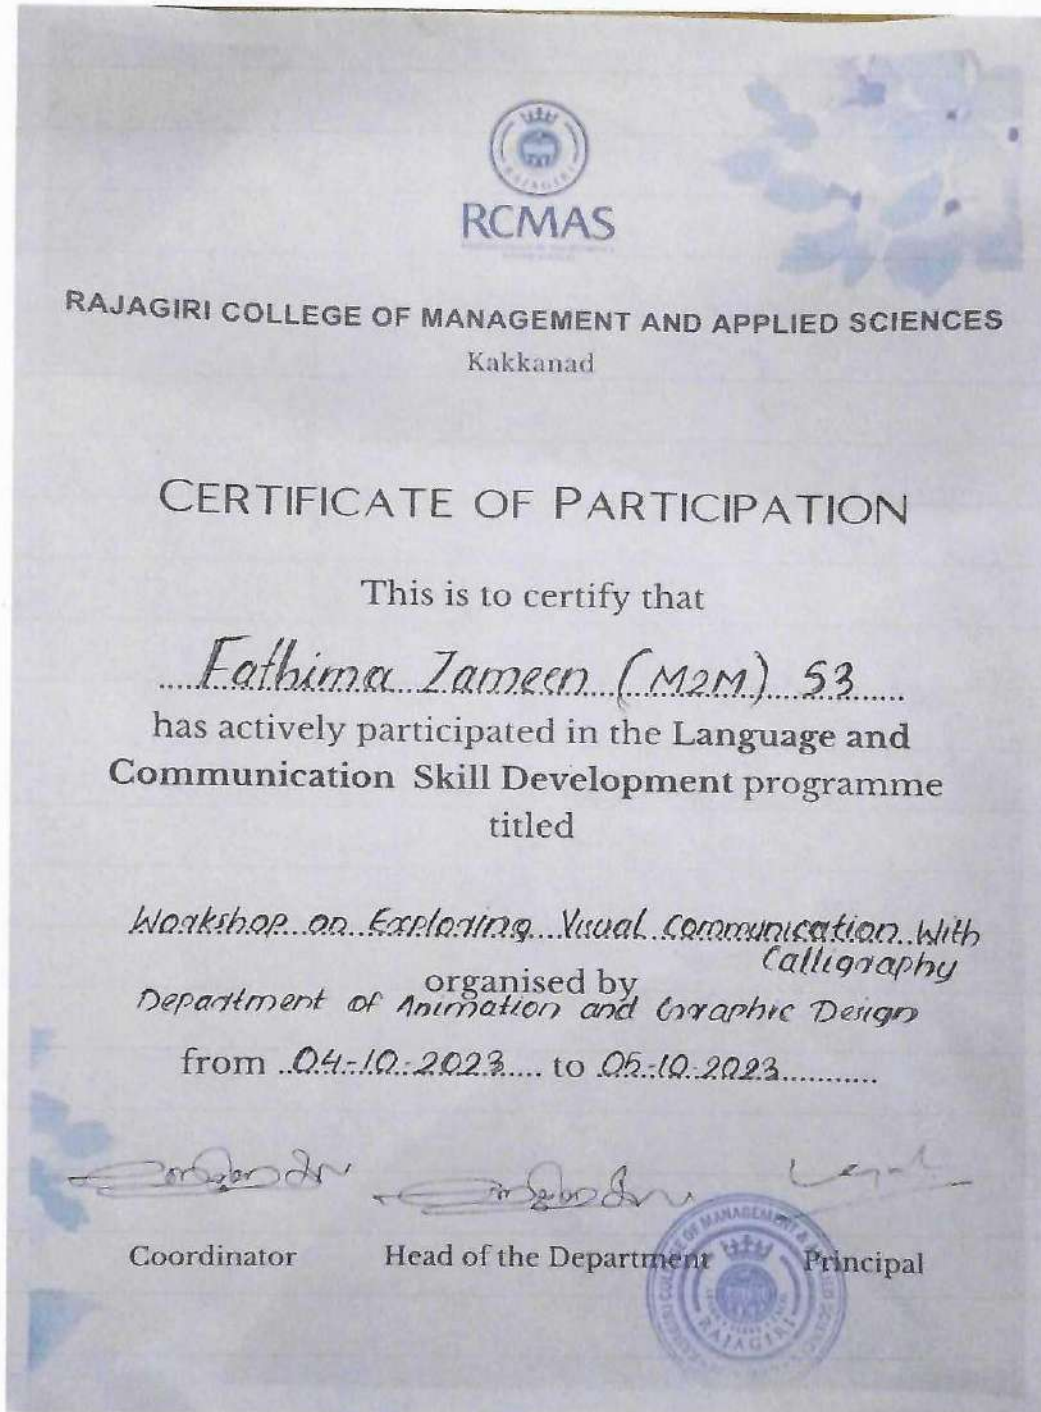 RAJAGIRI
RCMAS
RAJAGIRI COLLEGE OF MANAGEMENT AND APPLIED SCIENCES
Kakkanad
CERTIFICATE OF PARTICIPATION
This is to certify that
Fathima Zameen (M2M) S3
has actively participated in the Language and
Communication Skill Development programme
titled
Workshop on Exploring Visual Communication With
Calligraphy
organised by
Department of Animation and Graphic Design
from 04-10-2023 to 05-10-2023
Coordinator Head of the Department Principal
RAJAGIRI